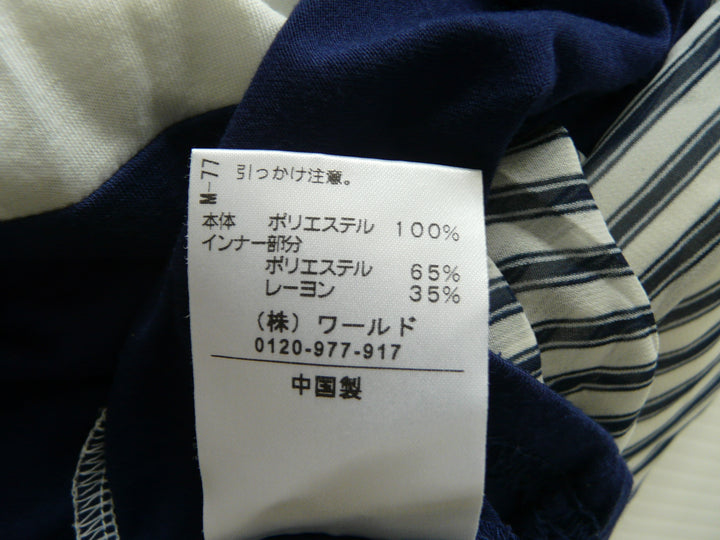 M-77
引っかけ注意。
本体 ポリエステル 100%
インナー部分
ポリエステル 65%
レーヨン 35%
(株)ワールド
0120-977-917
中国製